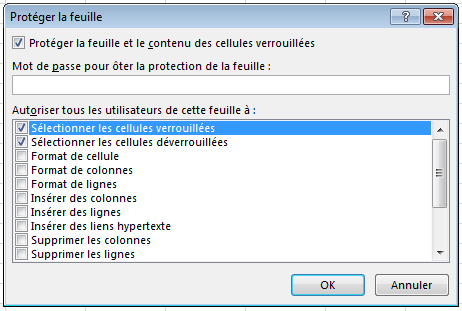 Protéger la feuille
Protéger la feuille et le contenu des cellules verrouillées
Mot de passe pour ôter la protection de la feuille :
Autoriser tous les utilisateurs de cette feuille à :
Sélectionner les cellules verrouillées
Sélectionner les cellules déverrouillées
Format de cellule
Format de colonnes
Format de lignes
Insérer des colonnes
Insérer des lignes
Insérer des liens hypertexte
Supprimer les colonnes
Supprimer les lignes
OK Annuler